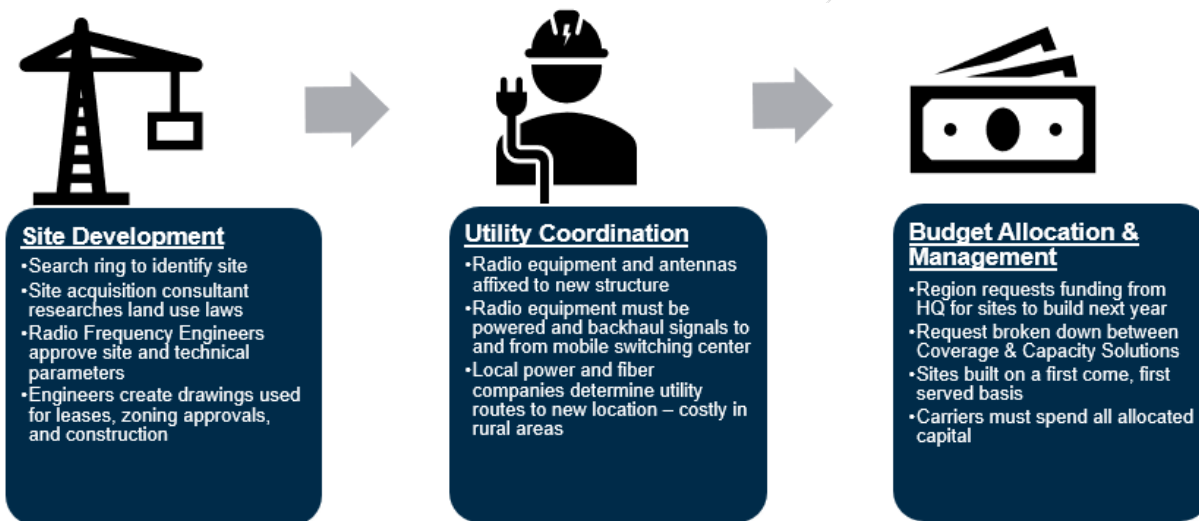 Site Development
•Search ring to identify site
•Site acquisition consultant
researches land use laws
•Radio Frequency Engineers
approve site and technical
parameters
•Engineers create drawings used
for leases, zoning approvals,
and construction
Utility Coordination
•Radio equipment and antennas
affixed to new structure
•Radio equipment must be
powered and backhaul signals to
and from mobile switching center
•Local power and fiber
companies determine utility
routes to new location – costly in
rural areas
Budget Allocation &
Management
•Region requests funding from
HQ for sites to build next year
•Request broken down between
Coverage & Capacity Solutions
•Sites built on a first come, first
served basis
•Carriers must spend all allocated
capital